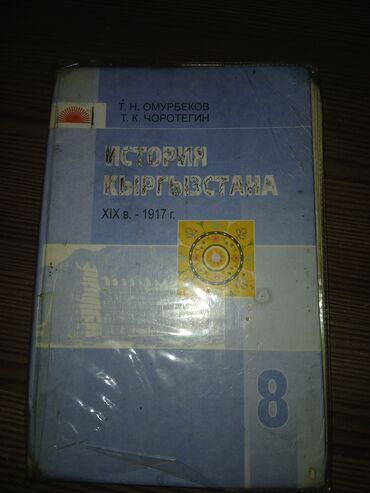 Т. Н. ОМУРБЕКОВ
Т. К. ЧОРОТЕГИН
ИСТОРИЯ
КЫРГЫЗСТАНА
XIX в. - 1917 г.
8